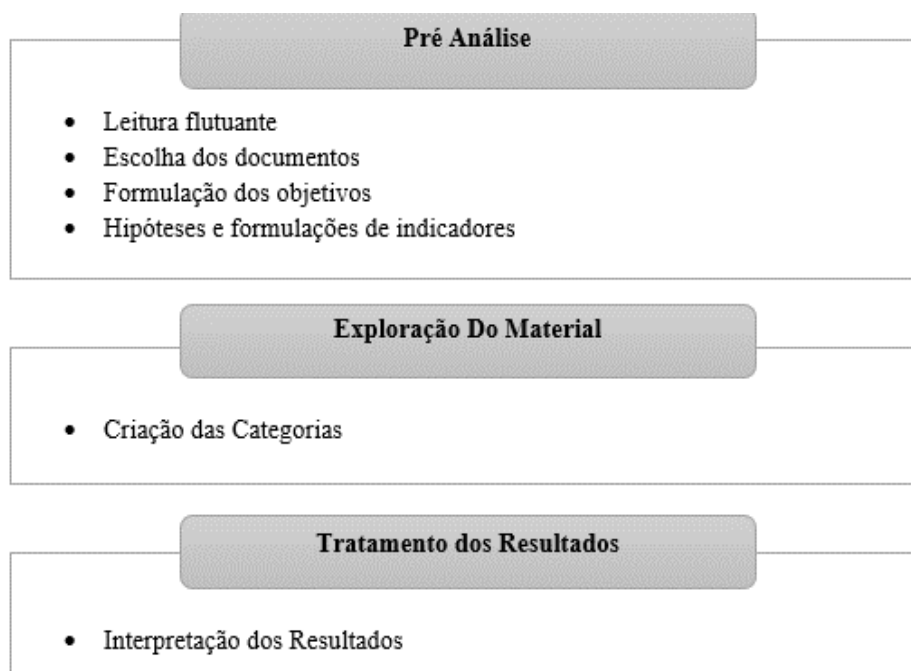 Pré Análise
• Leitura flutuante
• Escolha dos documentos
• Formulação dos objetivos
• Hipóteses e formulações de indicadores
Exploração Do Material
• Criação das Categorias
Tratamento dos Resultados
• Interpretação dos Resultados